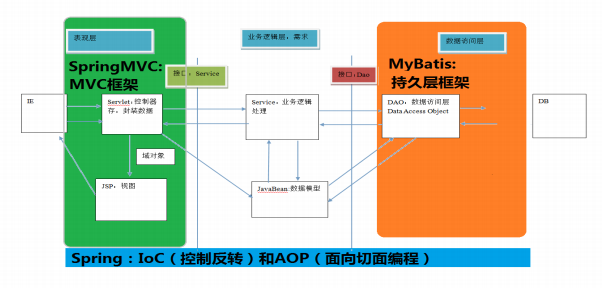 表现层
业务逻辑层，需求
数据访问层
SpringMVC:
MVC框架
接口：Service
接口:Dao
MyBatis:
持久层框架
IE
Servlet:控制器
存，封装数据
Service：业务逻辑
处理
DAO：数据访问层
Data Access Object
DB
域对象
JSP：视图
JavaBean:数据模型
Spring：IoC（控制反转）和AOP（面向切面编程）